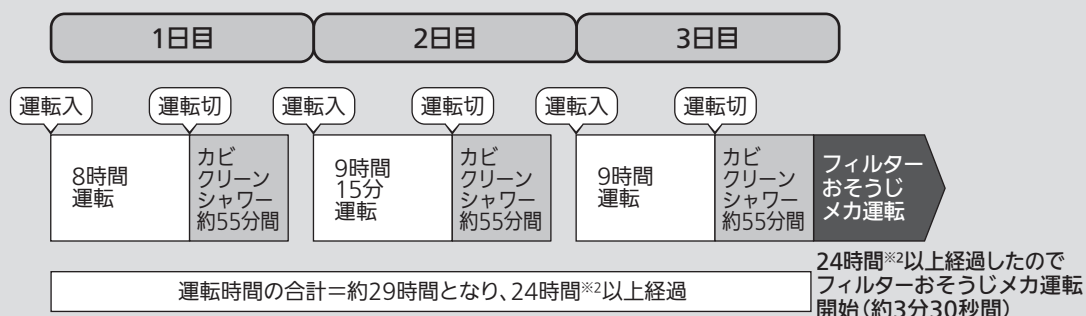 1日目
2日目
3日目
運転入
運転切
運転入
運転切
運転入
運転切
8時間
運転
カビ
クリーン
シャワー
約55分間
9時間
15分
運転
カビ
クリーン
シャワー
約55分間
9時間
運転
カビ
クリーン
シャワー
約55分間
フィルター
おそうじ
メカ運転
運転時間の合計=約29時間となり、24時間※2以上経過
24時間※2以上経過したので
フィルターおそうじメカ運転
開始(約3分30秒間)